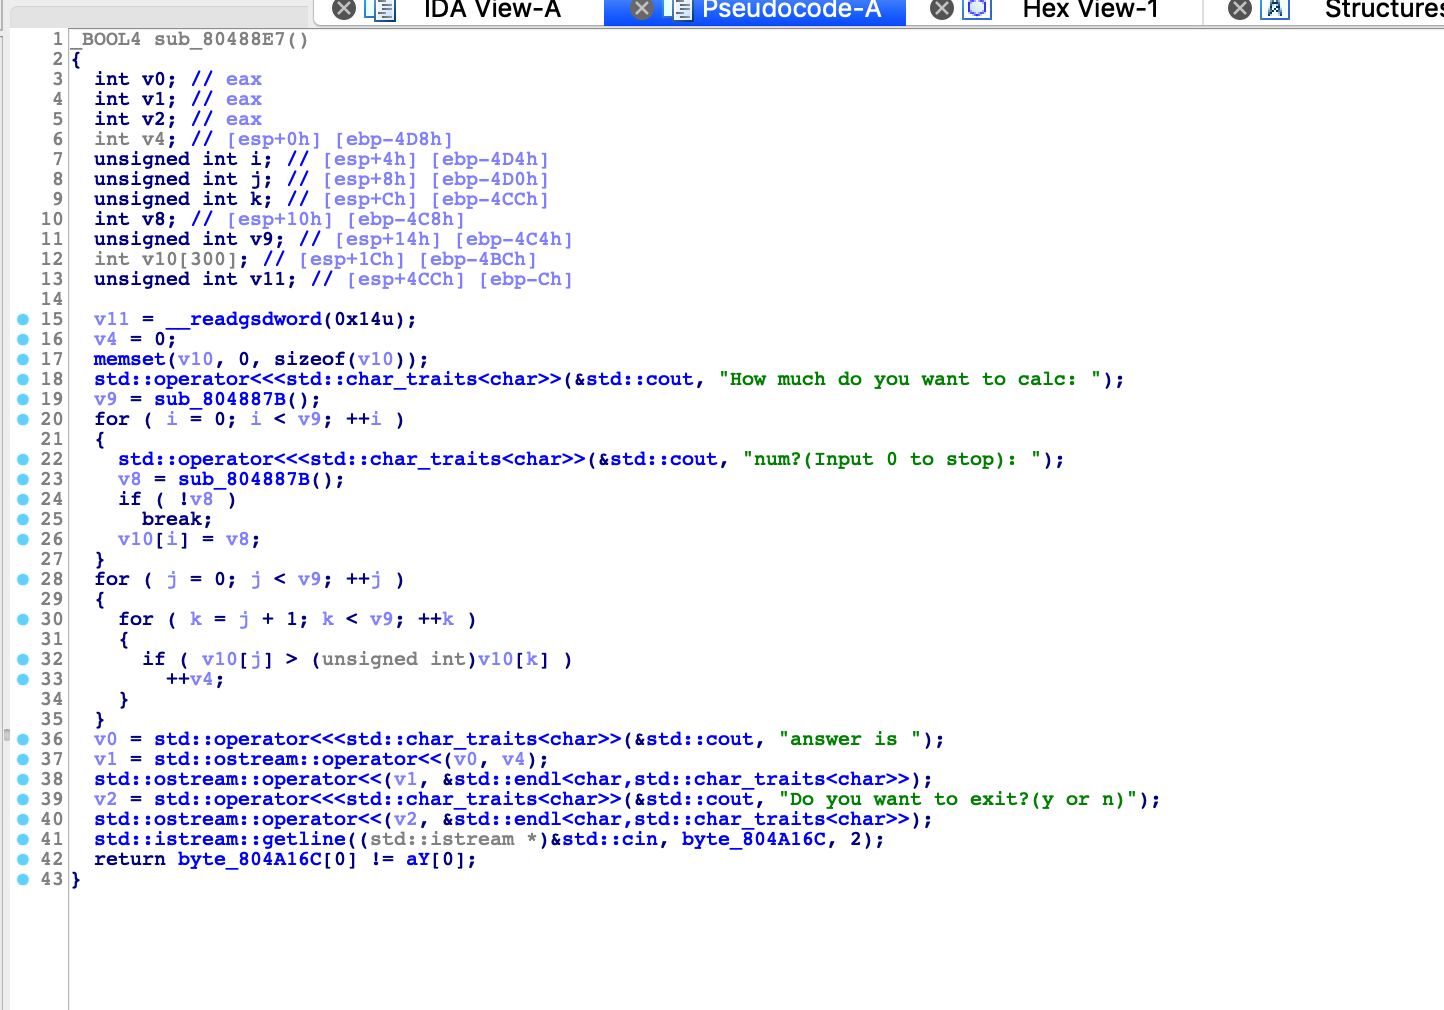 IDA View-A Pseudocode-A Hex View-1 A Structures
1 _BOOL4 sub_80488E7()
2 {
3 int v0; // eax
4 int v1; // eax
5 int v2; // eax
6 int v4; // [esp+0h] [ebp-4D8h]
7 unsigned int i; // [esp+4h] [ebp-4D4h]
8 unsigned int j; // [esp+8h] [ebp-4D0h]
9 unsigned int k; // [esp+Ch] [ebp-4CCh]
10 int v8; // [esp+10h] [ebp-4C8h]
11 unsigned int v9; // [esp+14h] [ebp-4C4h]
12 int v10[300]; // [esp+1Ch] [ebp-4BCh]
13 unsigned int v11; // [esp+4CCh] [ebp-Ch]
14
15 v11 = __readgsdword(0x14u);
16 v4 = 0;
17 memset(v10, 0, sizeof(v10));
18 std::operator<<<std::char_traits<char>>(&std::cout, "How much do you want to calc: ");
19 v9 = sub_804887B();
20 for ( i = 0; i < v9; ++i )
21 {
22 std::operator<<<std::char_traits<char>>(&std::cout, "num?(Input 0 to stop): ");
23 v8 = sub_804887B();
24 if ( !v8 )
25 break;
26 v10[i] = v8;
27 }
28 for ( j = 0; j < v9; ++j )
29 {
30 for ( k = j + 1; k < v9; ++k )
31 {
32 if ( v10[j] > (unsigned int)v10[k] )
33 ++v4;
34 }
35 }
36 v0 = std::operator<<<std::char_traits<char>>(&std::cout, "answer is ");
37 v1 = std::ostream::operator<<(v0, v4);
38 std::ostream::operator<<(v1, &std::endl<char,std::char_traits<char>>);
39 v2 = std::operator<<<std::char_traits<char>>(&std::cout, "Do you want to exit?(y or n)");
40 std::ostream::operator<<(v2, &std::endl<char,std::char_traits<char>>);
41 std::istream::getline((std::istream *)&std::cin, byte_804A16C, 2);
42 return byte_804A16C[0] != aY[0];
43 }